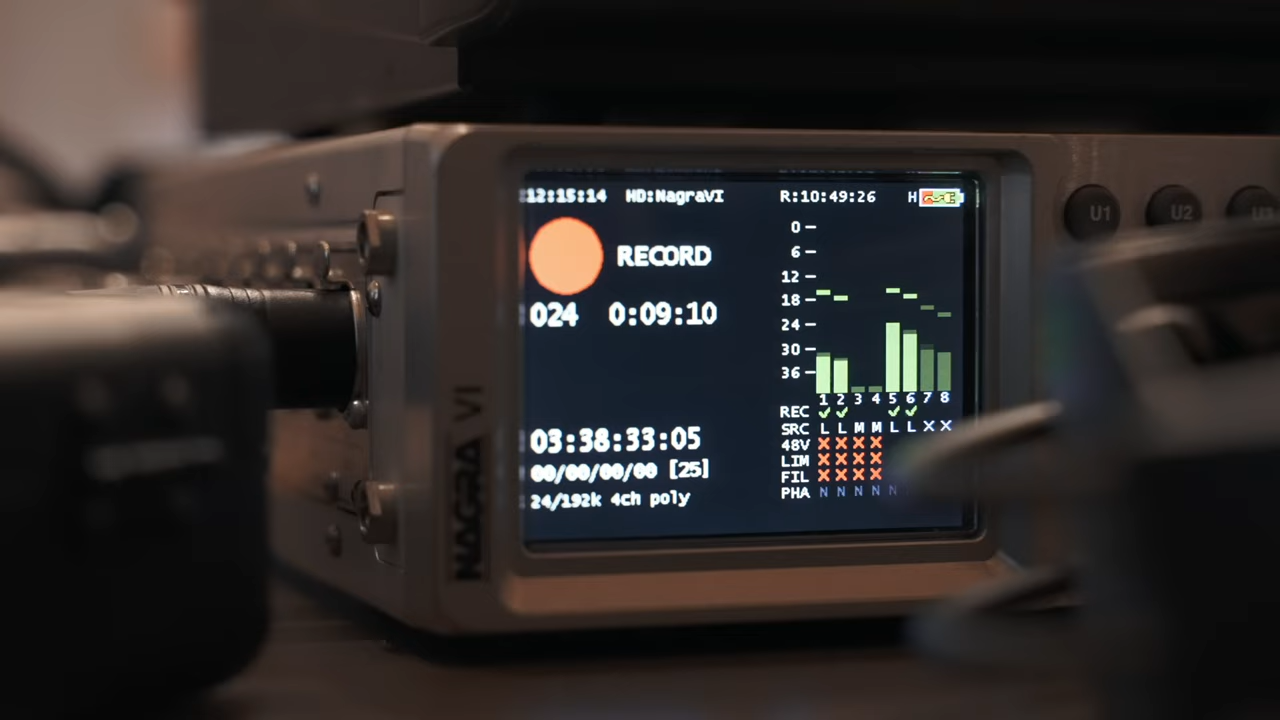 :12:15:14 HD:NagraVI R:10:49:26 H
RECORD
024 0:09:10
03:38:33:05
00/00/00/00 [25]
24/192k 4ch poly
0
6
12
18
24
30
36
1 2 3 4 5 6 7 8
REC ✓ ✓ ✓ ✓
SRC L L M M L L X X
48V X X X X
LIM X X X X
FIL X X X X
PHA N N N N N
NAGRA VI
U1 U2 U3